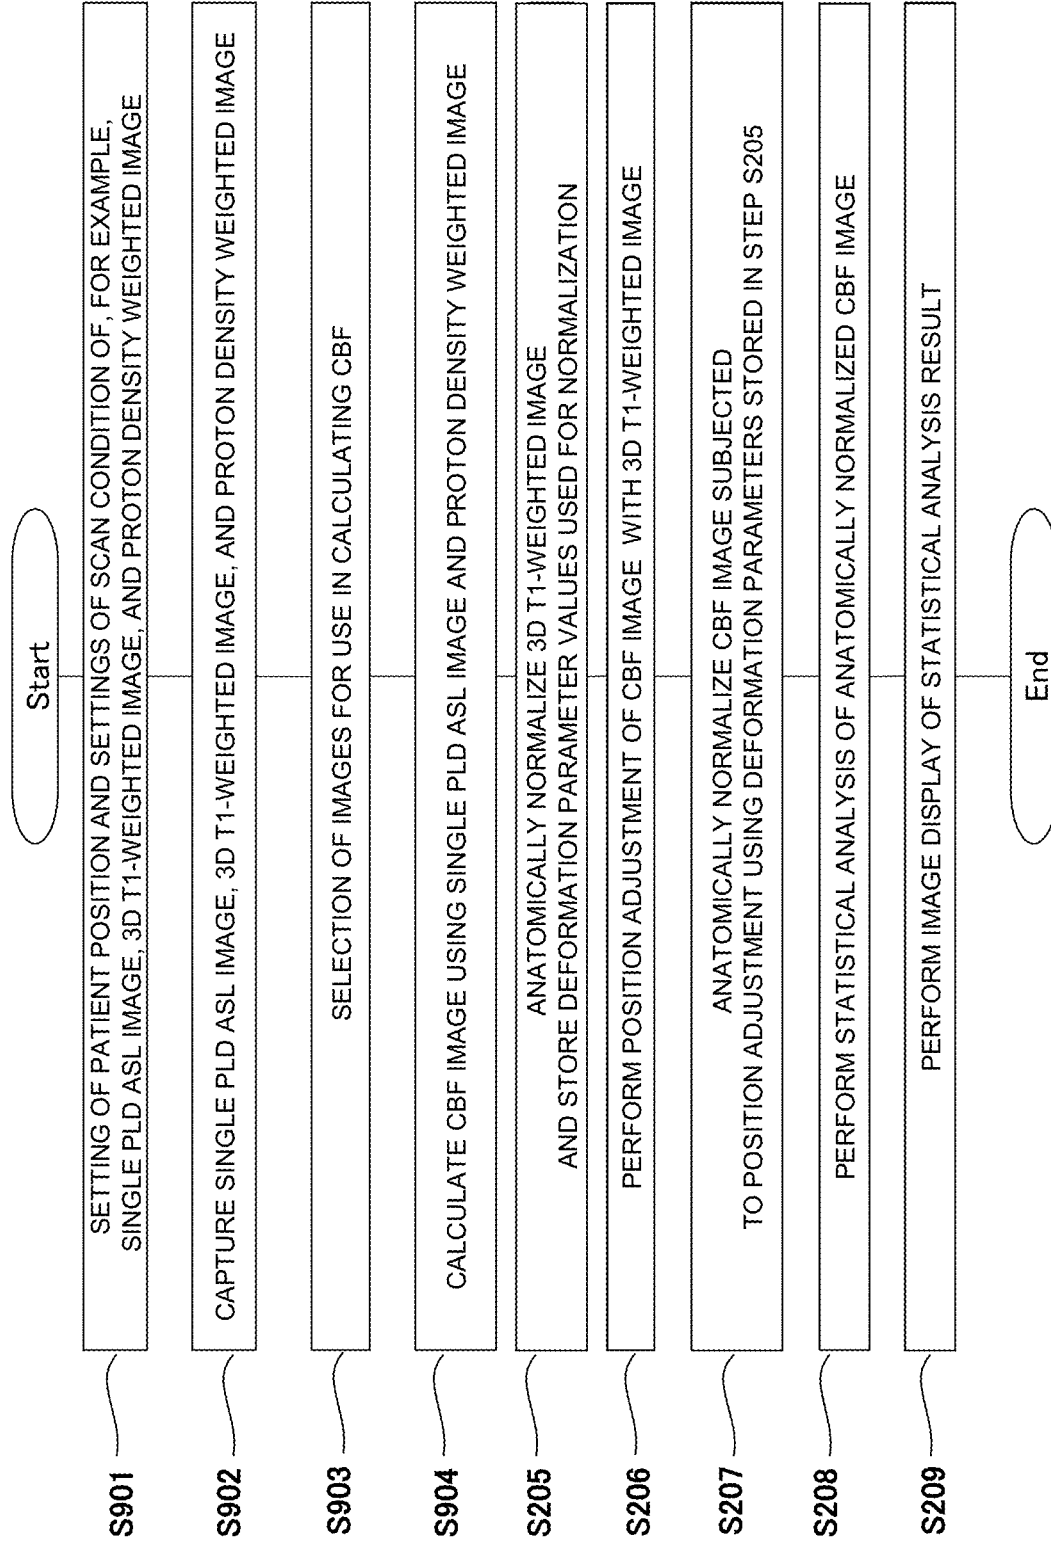 Start
S901
SETTING OF PATIENT POSITION AND SETTINGS OF SCAN CONDITION OF, FOR EXAMPLE,
SINGLE PLD ASL IMAGE, 3D T1-WEIGHTED IMAGE, AND PROTON DENSITY WEIGHTED IMAGE
S902
CAPTURE SINGLE PLD ASL IMAGE, 3D T1-WEIGHTED IMAGE, AND PROTON DENSITY WEIGHTED IMAGE
S903
SELECTION OF IMAGES FOR USE IN CALCULATING CBF
S904
CALCULATE CBF IMAGE USING SINGLE PLD ASL IMAGE AND PROTON DENSITY WEIGHTED IMAGE
S205
ANATOMICALLY NORMALIZE 3D T1-WEIGHTED IMAGE
AND STORE DEFORMATION PARAMETER VALUES USED FOR NORMALIZATION
S206
PERFORM POSITION ADJUSTMENT OF CBF IMAGE WITH 3D T1-WEIGHTED IMAGE
S207
ANATOMICALLY NORMALIZE CBF IMAGE SUBJECTED
TO POSITION ADJUSTMENT USING DEFORMATION PARAMETERS STORED IN STEP S205
S208
PERFORM STATISTICAL ANALYSIS OF ANATOMICALLY NORMALIZED CBF IMAGE
S209
PERFORM IMAGE DISPLAY OF STATISTICAL ANALYSIS RESULT
End